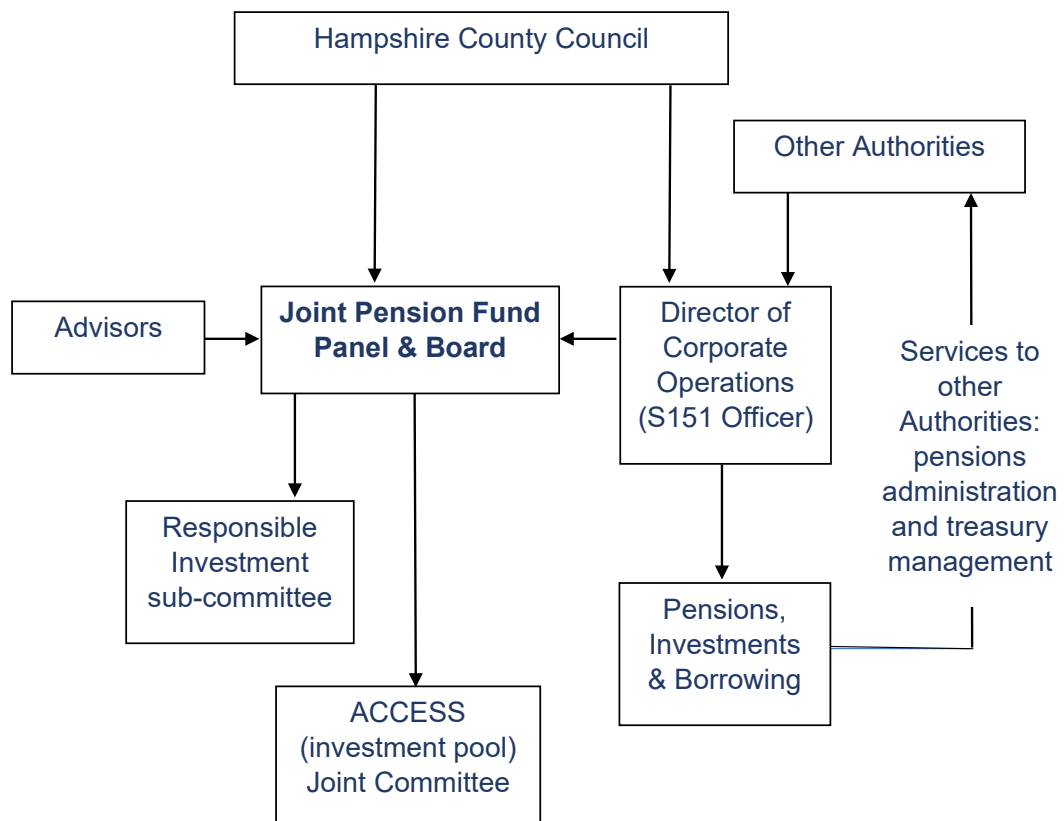 Hampshire County Council
Other Authorities
Advisors
Joint Pension Fund
Panel & Board
Director of
Corporate
Operations
(S151 Officer)
Services to
other
Authorities:
pensions
administration
and treasury
management
Responsible
Investment
sub-committee
Pensions,
Investments
& Borrowing
ACCESS
(investment pool)
Joint Committee